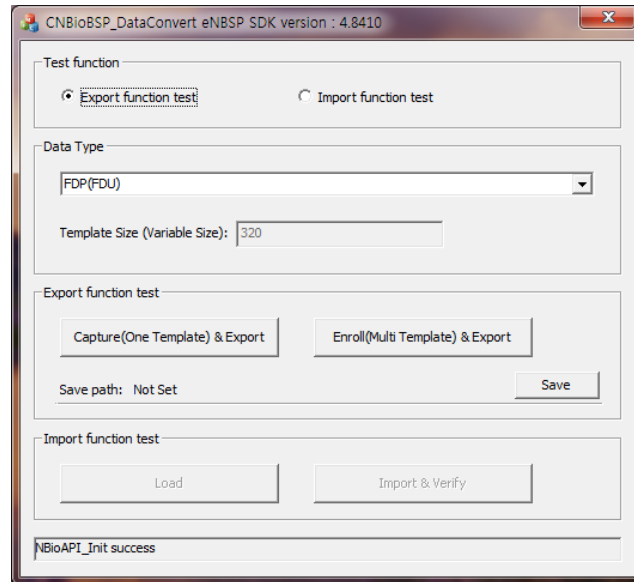 CNBioBSP_DataConvert eNBSP SDK version : 4.8410
Test function
Export function test Import function test
Data Type
FDP(FDU)
Template Size (Variable Size): 320
Export function test
Capture(One Template) & Export Enroll(Multi Template) & Export
Save path: Not Set Save
Import function test
Load Import & Verify
NBioAPI_Init success